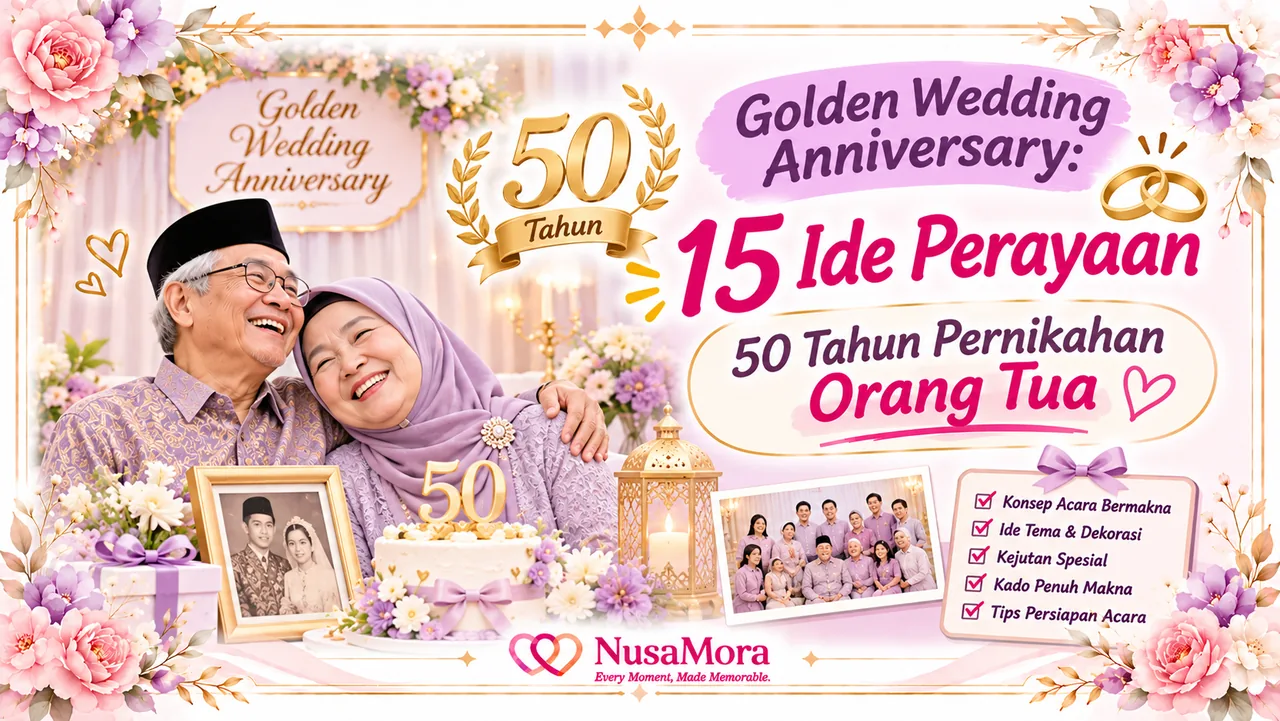 Golden
Wedding
Anniversary
50
Tahun
Golden Wedding
Anniversary:
15 Ide Perayaan
50 Tahun Pernikahan
Orang Tua
50
Konsep Acara Bermakna
Ide Tema & Dekorasi
Kejutan Spesial
Kado Penuh Makna
Tips Persiapan Acara
NusaMora
Every Moment, Made Memorable.